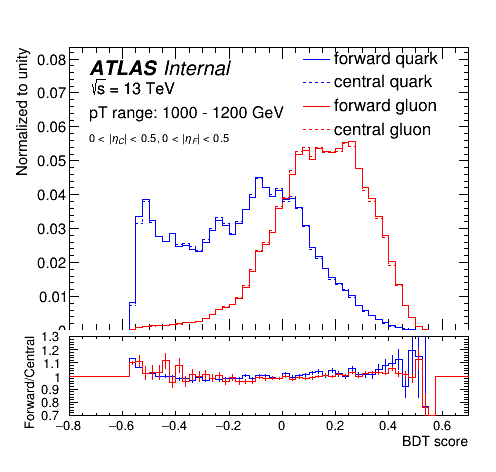 Normalized to unity
0.08
0.07
0.06
0.05
0.04
0.03
0.02
0.01
ATLAS Internal
√s = 13 TeV
pT range: 1000 - 1200 GeV
0 < |η_C| < 0.5, 0 < |η_F| < 0.5
forward quark
central quark
forward gluon
central gluon
Forward/Central
1.3
1.2
1.1
1
0.9
0.8
0.7
−0.8 −0.6 −0.4 −0.2 0 0.2 0.4 0.6
BDT score